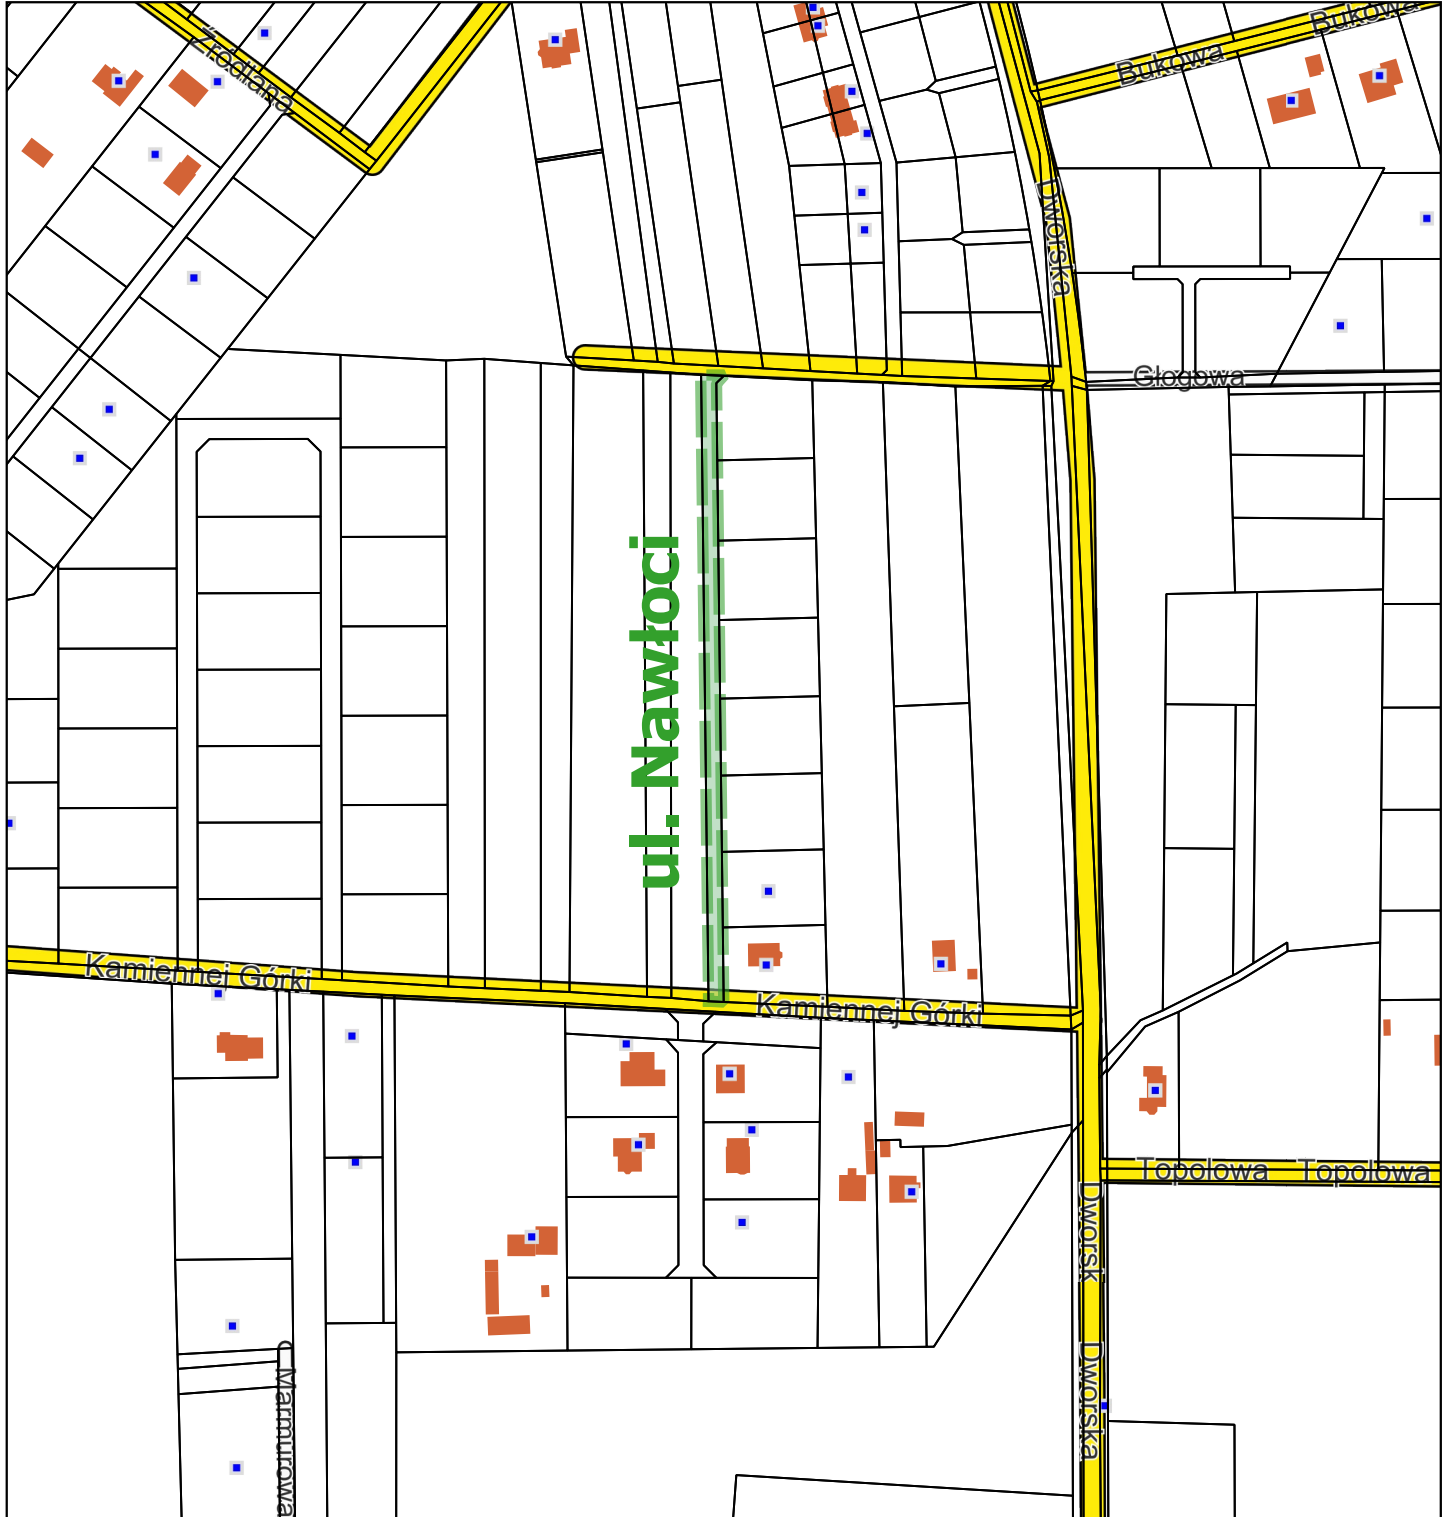 Bukowa
Bukowa
Źródlana
Dworska
Głogowa
ul. Nawłoci
Kamiennej Górki
Kamiennej Górki
Topolowa Topolowa
Dworsk
Dworska
Marmurowa